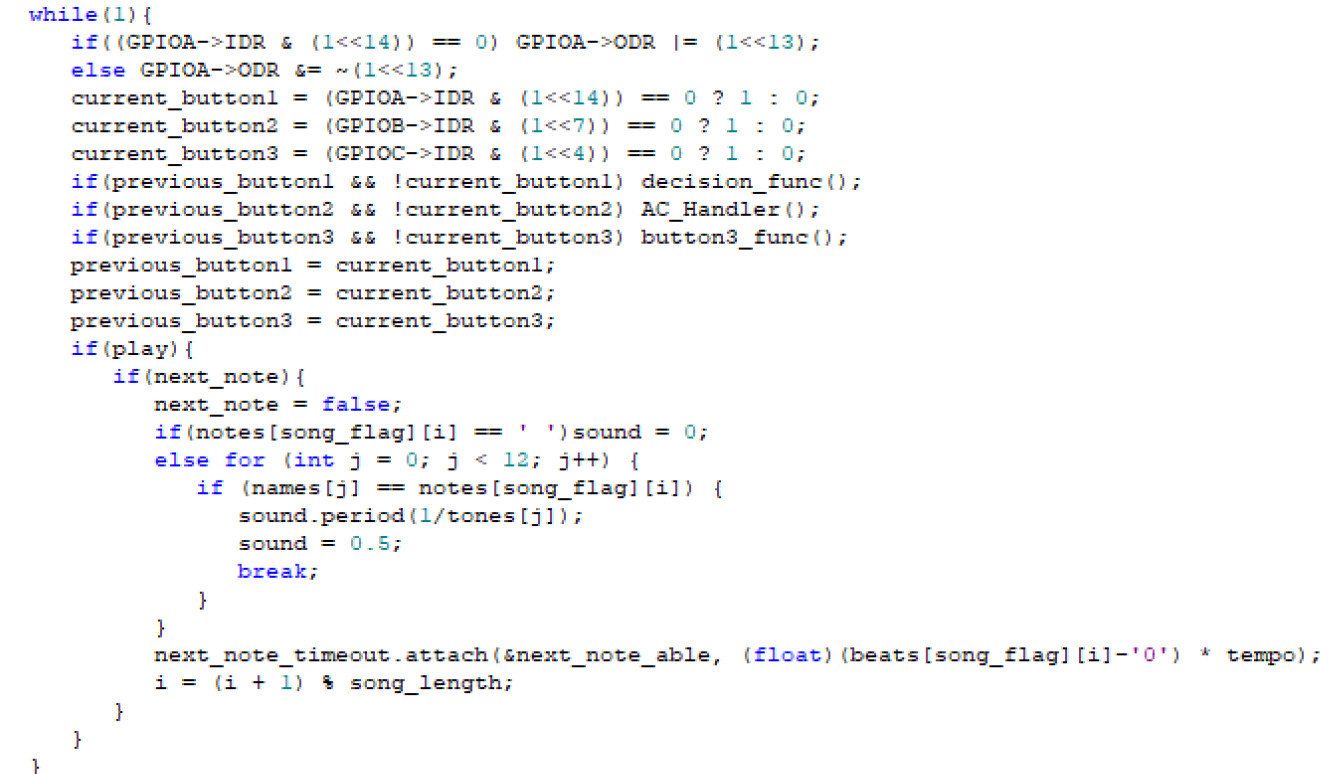 while(1){
if((GPIOA->IDR & (1<<14)) == 0) GPIOA->ODR |= (1<<13);
else GPIOA->ODR &= ~(1<<13);
current_button1 = (GPIOA->IDR & (1<<14)) == 0 ? 1 : 0;
current_button2 = (GPIOB->IDR & (1<<7)) == 0 ? 1 : 0;
current_button3 = (GPIOC->IDR & (1<<4)) == 0 ? 1 : 0;
if(previous_button1 && !current_button1) decision_func();
if(previous_button2 && !current_button2) AC_Handler();
if(previous_button3 && !current_button3) button3_func();
previous_button1 = current_button1;
previous_button2 = current_button2;
previous_button3 = current_button3;
if(play){
if(next_note){
next_note = false;
if(notes[song_flag][i] == ' ')sound = 0;
else for (int j = 0; j < 12; j++) {
if (names[j] == notes[song_flag][i]) {
sound.period(1/tones[j]);
sound = 0.5;
break;
}
}
next_note_timeout.attach(&next_note_able, (float)(beats[song_flag][i]-'0') * tempo);
i = (i + 1) % song_length;
}
}
}